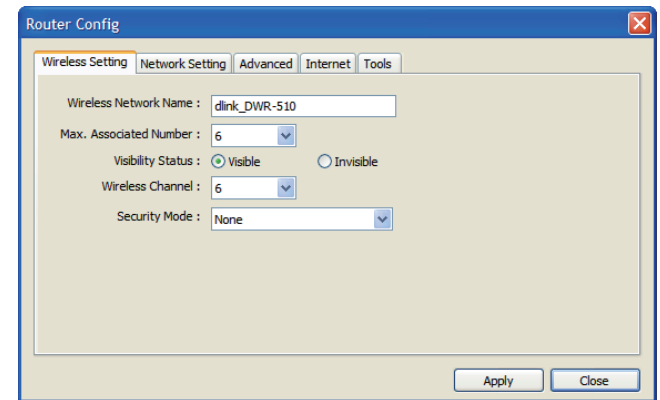 Router Config
Wireless Setting Network Setting Advanced Internet Tools
Wireless Network Name : dlink_DWR-510
Max. Associated Number : 6
Visibility Status : Visible Invisible
Wireless Channel : 6
Security Mode : None
Apply Close